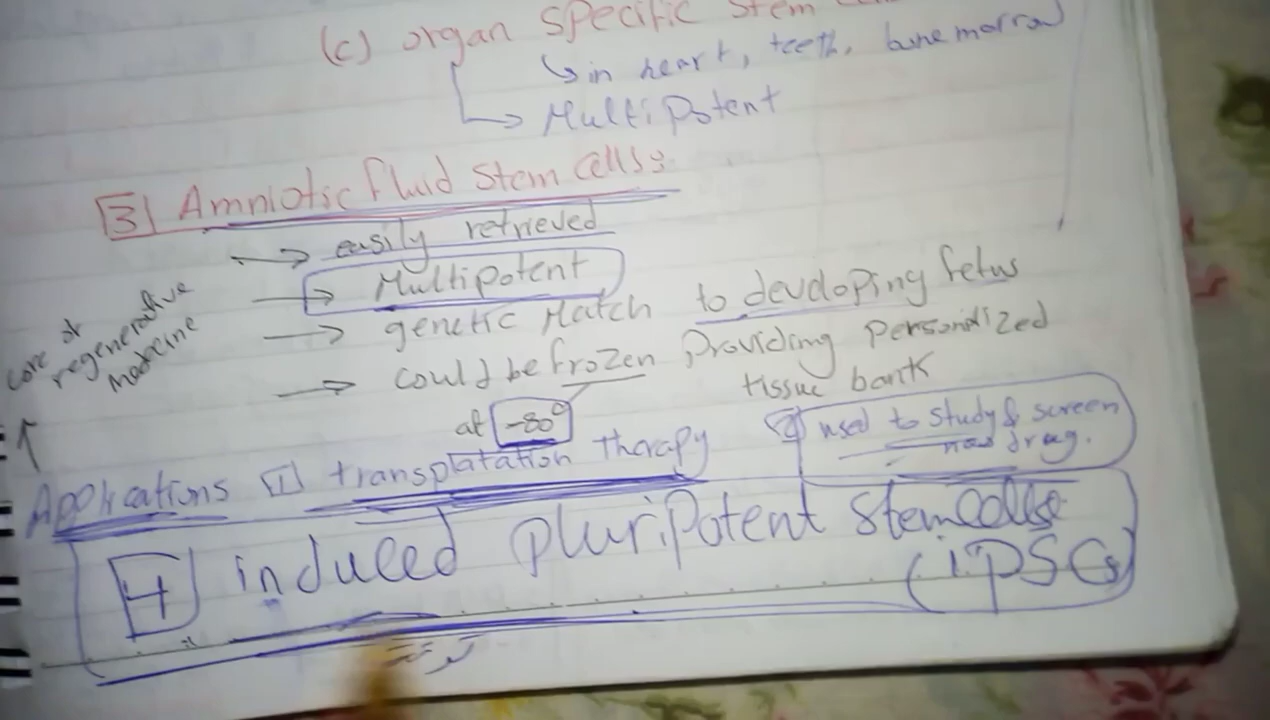 (c) organ specific stem
↳ in heart, teeth, bone marrow
→ Multipotent
[3] Amniotic fluid stem cells:
→ easily retrieved
→ Multipotent
→ genetic Match to developing fetus
→ could be frozen providing personalized
tissue bank
at -80°
core of
regenerative
medicine
Applications [1] transplatation therapy
[2] used to study & screen
new drug.
[4] induced pluripotent stem cells
(iPSCs)